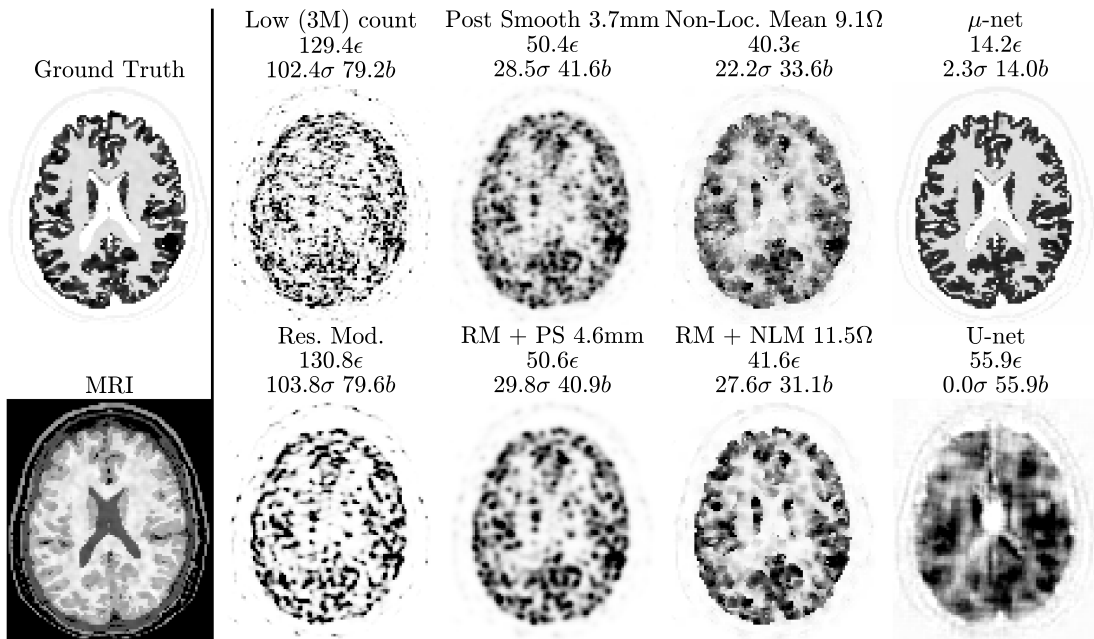 Ground Truth
Low (3M) count
129.4ϵ
102.4σ 79.2b
Post Smooth 3.7mm
50.4ϵ
28.5σ 41.6b
Non-Loc. Mean 9.1Ω
40.3ϵ
22.2σ 33.6b
μ-net
14.2ϵ
2.3σ 14.0b
MRI
Res. Mod.
130.8ϵ
103.8σ 79.6b
RM + PS 4.6mm
50.6ϵ
29.8σ 40.9b
RM + NLM 11.5Ω
41.6ϵ
27.6σ 31.1b
U-net
55.9ϵ
0.0σ 55.9b